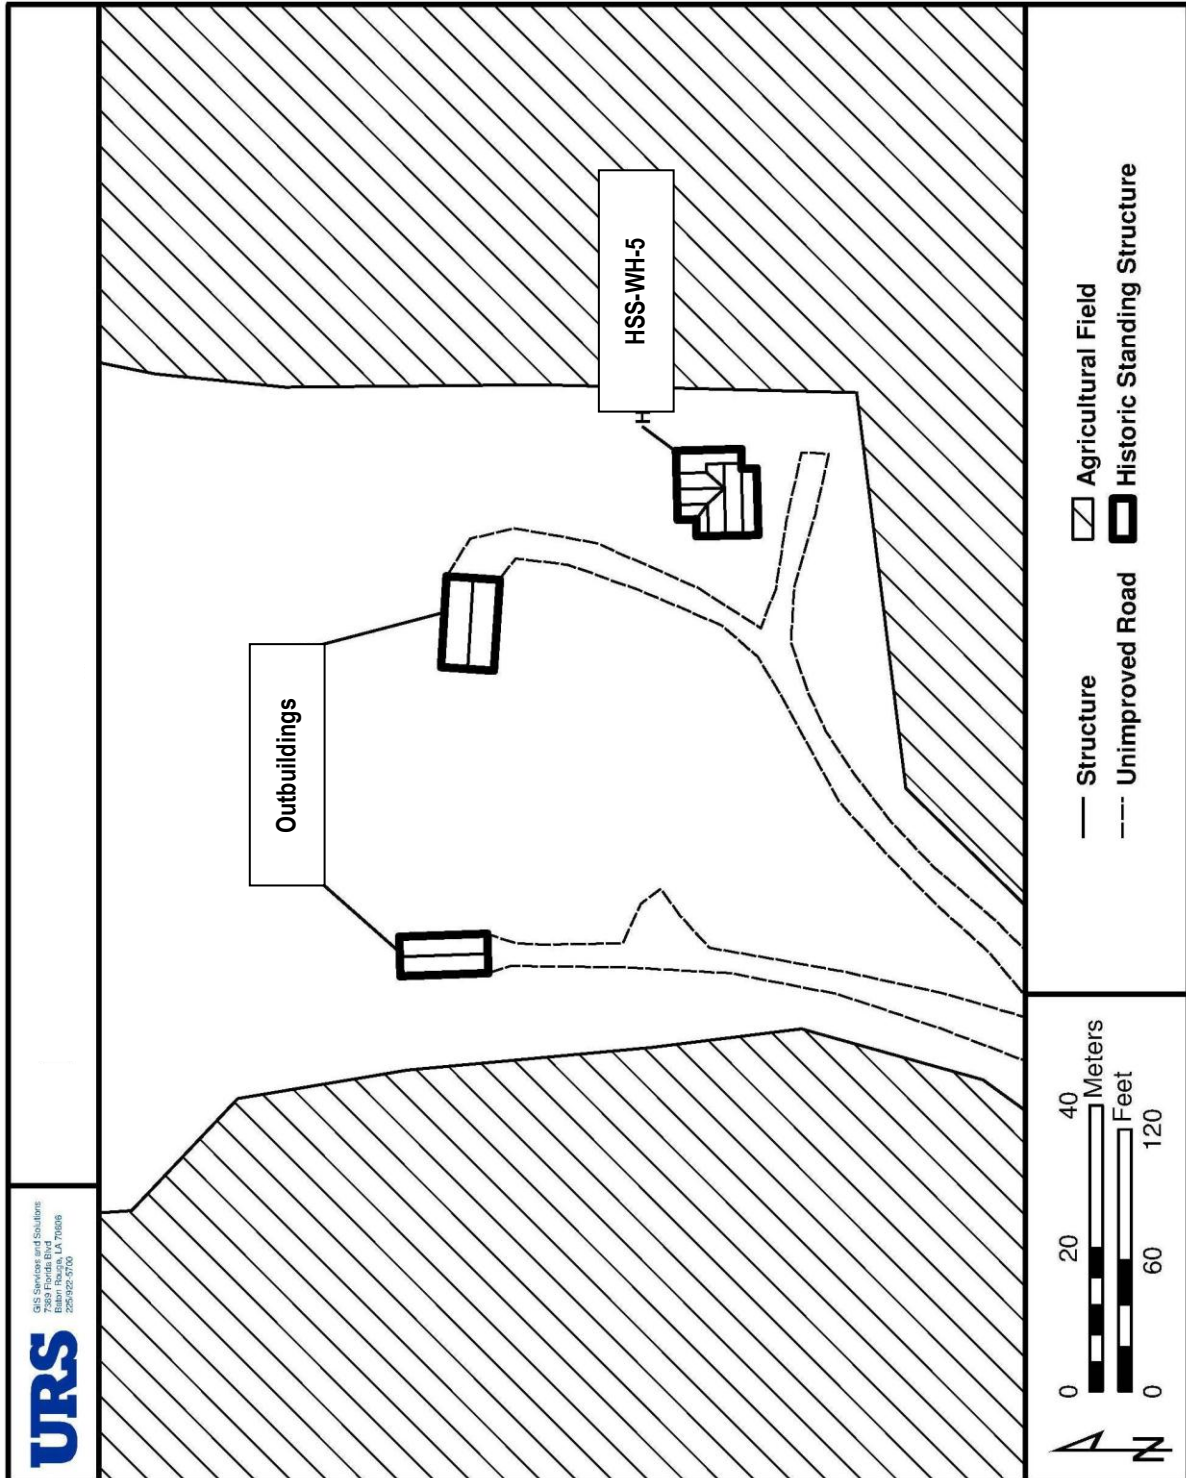 URS
GIS Services and Solutions
7389 Florida Blvd
Baton Rouge, LA 70806
225/922-5700
Outbuildings
HSS-WH-5
H
N
0 20 40
Meters
Feet
0 60 120
Structure
Unimproved Road
Agricultural Field
Historic Standing Structure